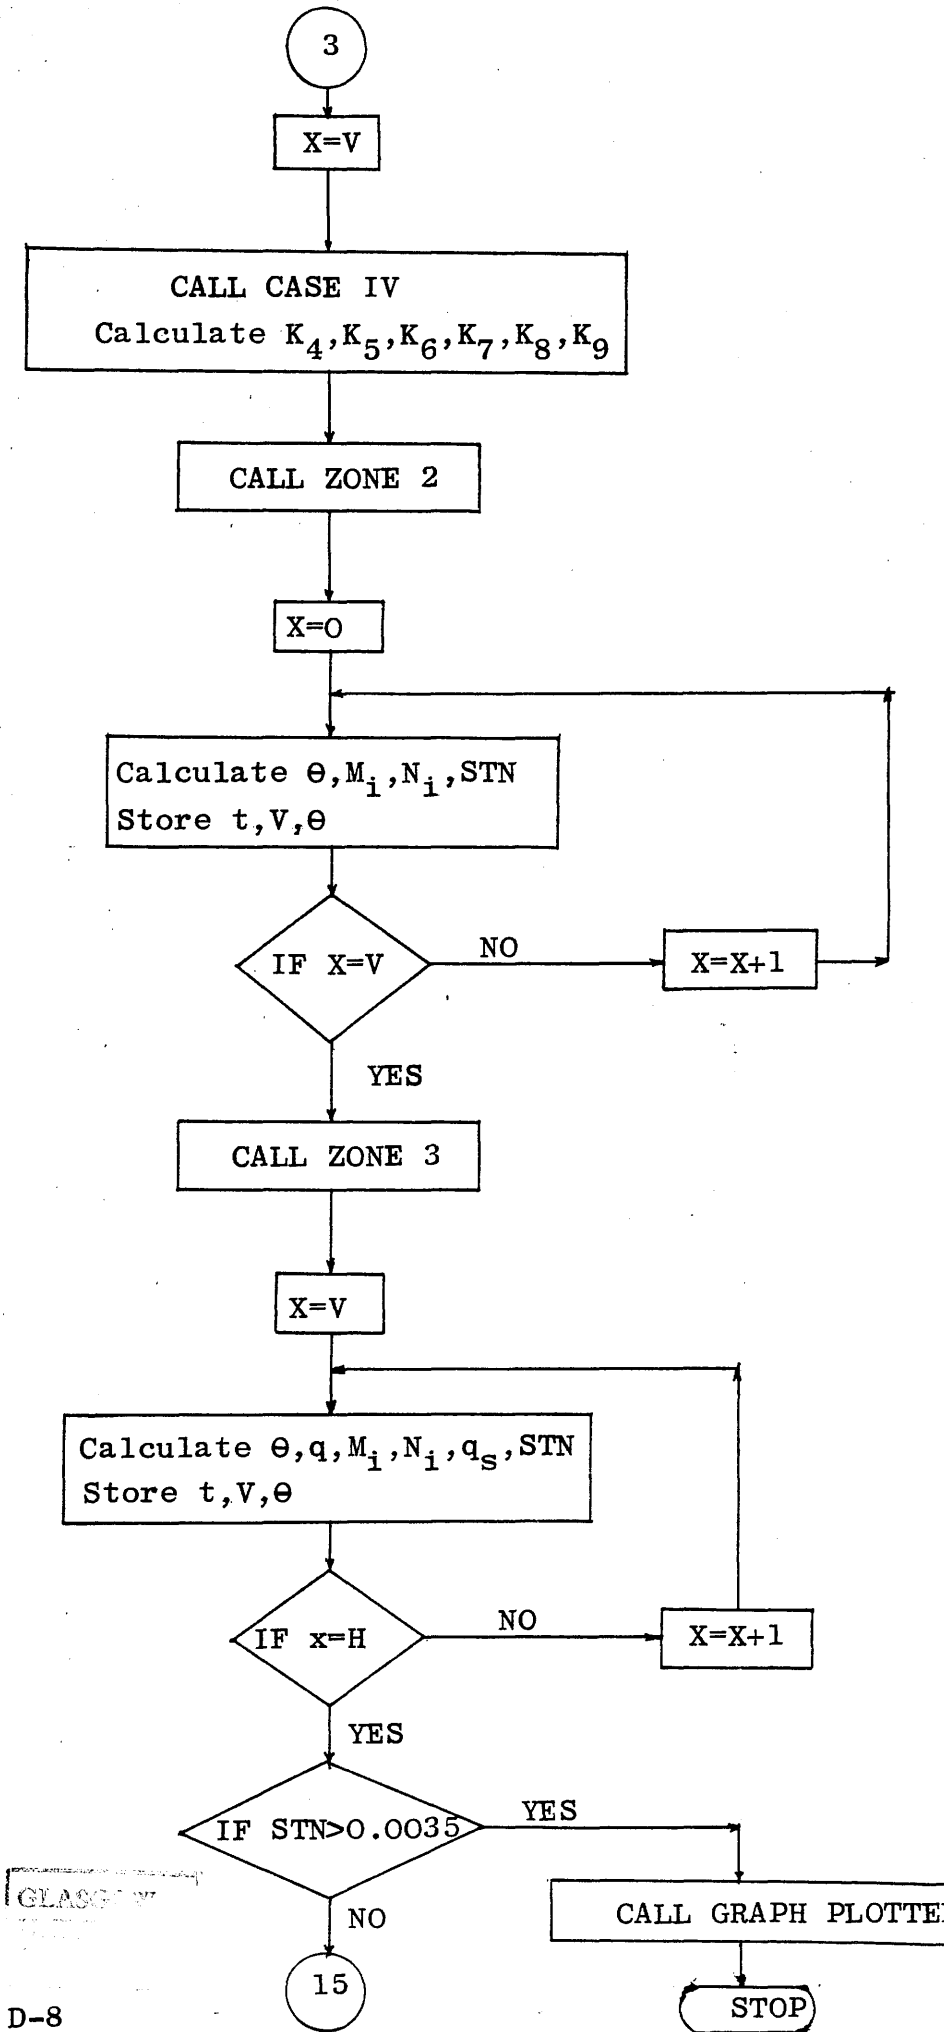 3
X=V
CALL CASE IV
Calculate K4,K5,K6,K7,K8,K9
CALL ZONE 2
X=0
Calculate θ,Mi,Ni,STN
Store t,V,θ
IF X=V
NO
X=X+1
YES
CALL ZONE 3
X=V
Calculate θ,q,Mi,Ni,qs,STN
Store t,V,θ
IF x=H
NO
X=X+1
YES
IF STN>0.0035
YES
NO
CALL GRAPH PLOTTE
15
STOP
D-8